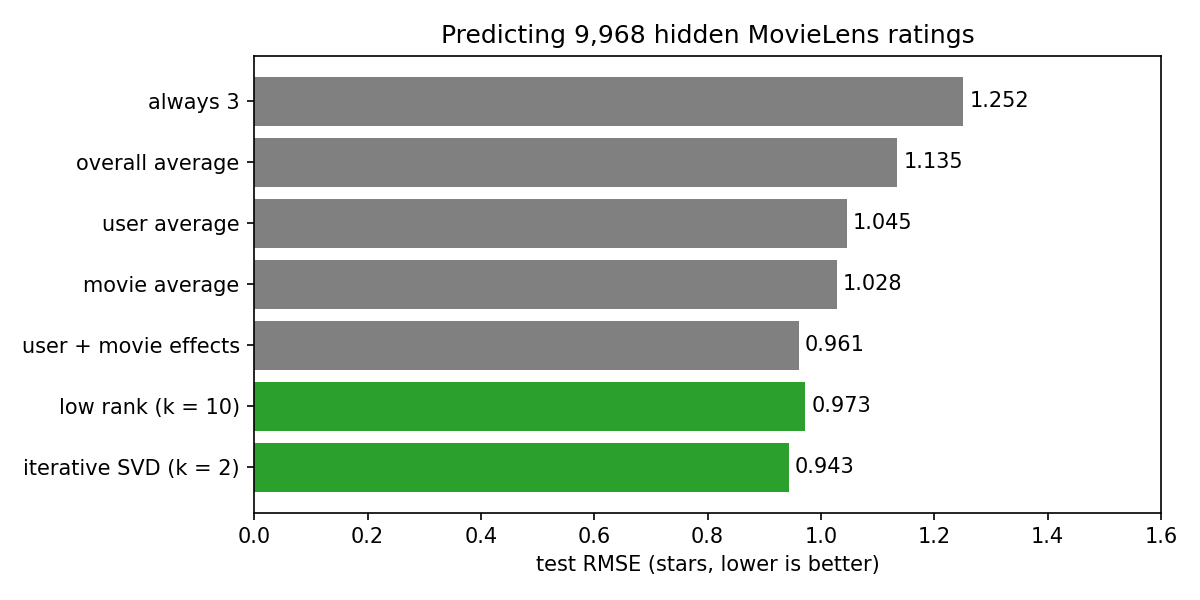 Predicting 9,968 hidden MovieLens ratings
always 3
1.252
overall average
1.135
user average
1.045
movie average
1.028
user + movie effects
0.961
low rank (k = 10)
0.973
iterative SVD (k = 2)
0.943
0.0 0.2 0.4 0.6 0.8 1.0 1.2 1.4 1.6
test RMSE (stars, lower is better)